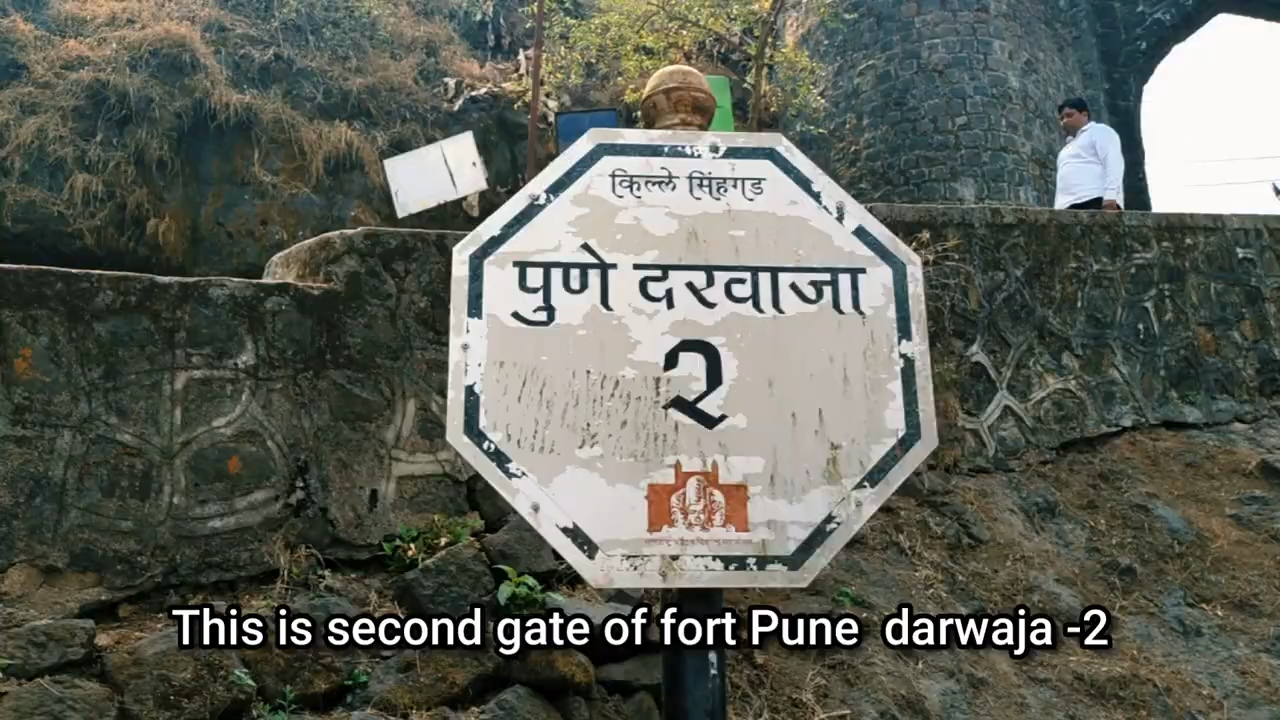 किल्ले सिंहगड
पुणे दरवाजा
२
This is second gate of fort Pune darwaja -2